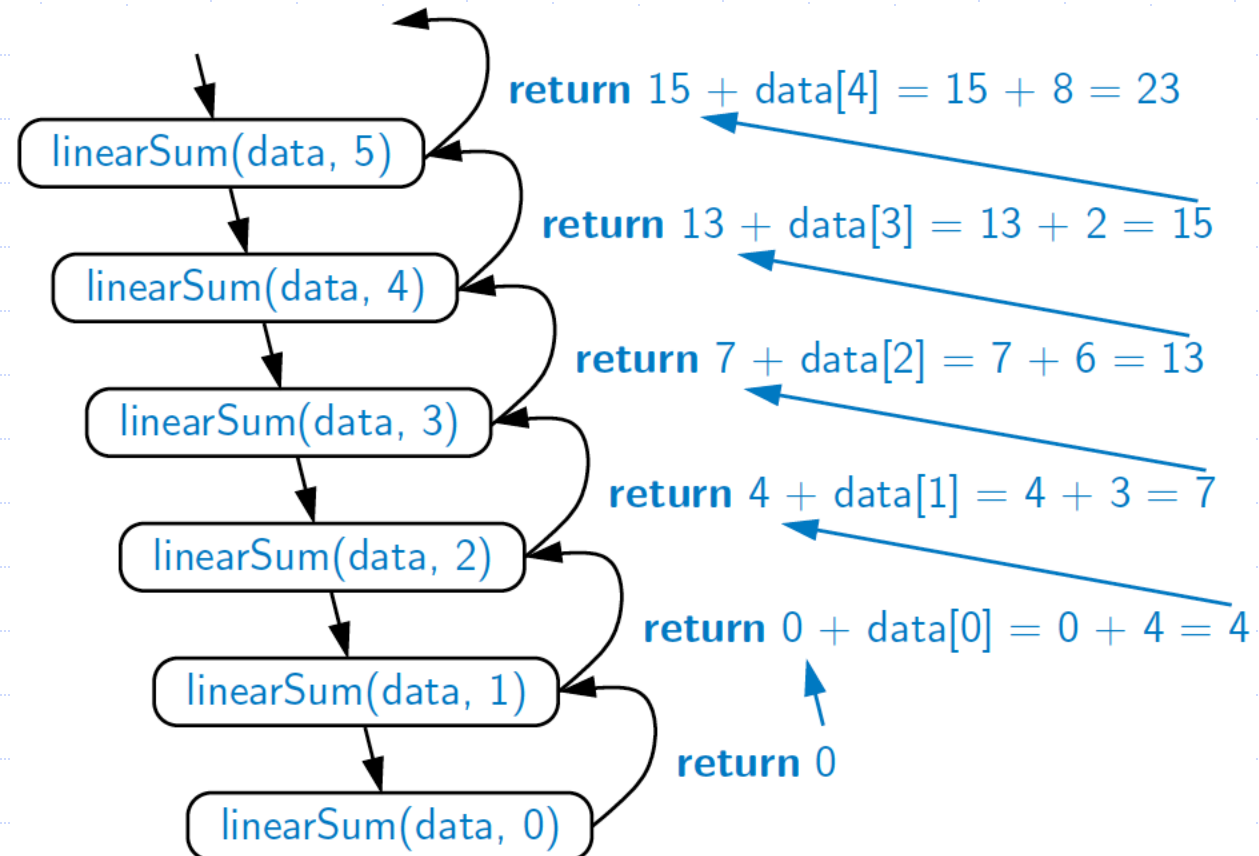 return 15 + data[4] = 15 + 8 = 23
linearSum(data, 5)
return 13 + data[3] = 13 + 2 = 15
linearSum(data, 4)
return 7 + data[2] = 7 + 6 = 13
linearSum(data, 3)
return 4 + data[1] = 4 + 3 = 7
linearSum(data, 2)
return 0 + data[0] = 0 + 4 = 4
linearSum(data, 1)
return 0
linearSum(data, 0)